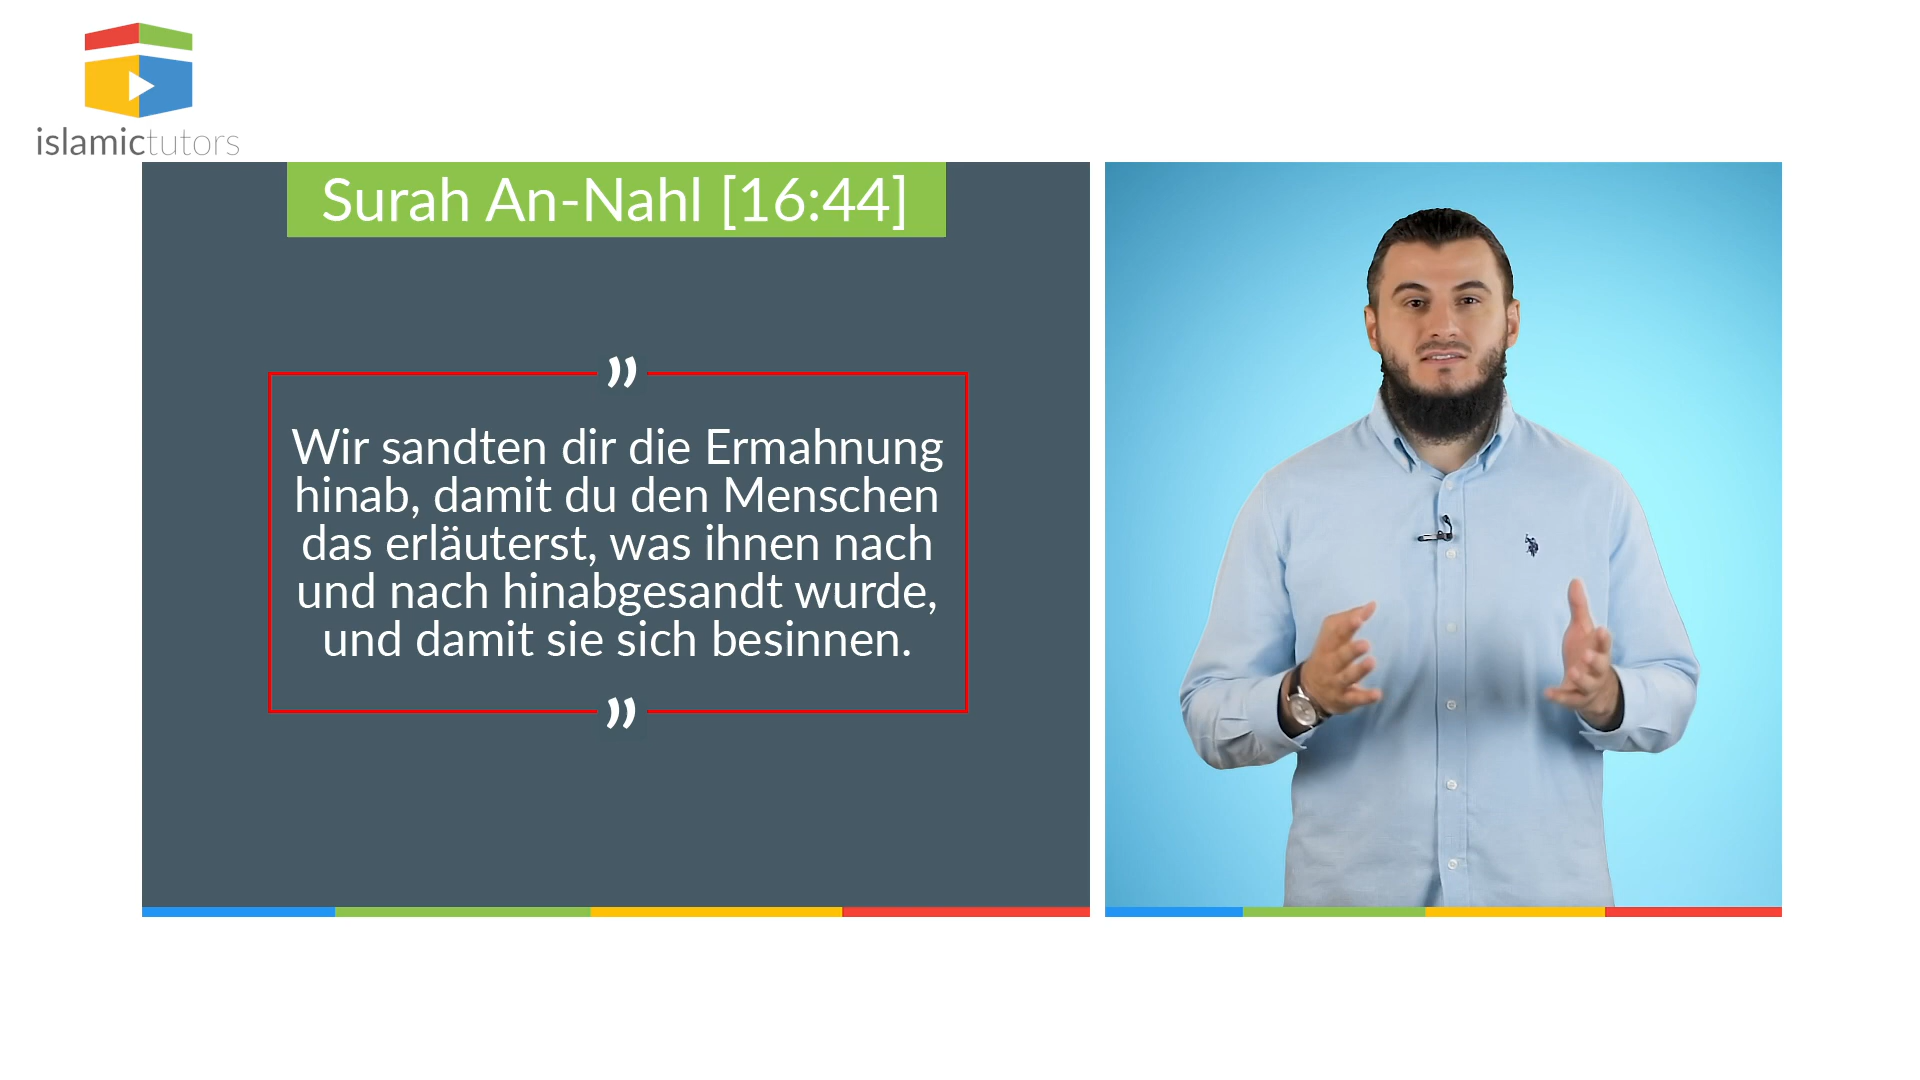 islamictutors
Surah An-Nahl [16:44]
”
Wir sandten dir die Ermahnung
hinab, damit du den Menschen
das erläuterst, was ihnen nach
und nach hinabgesandt wurde,
und damit sie sich besinnen.
”